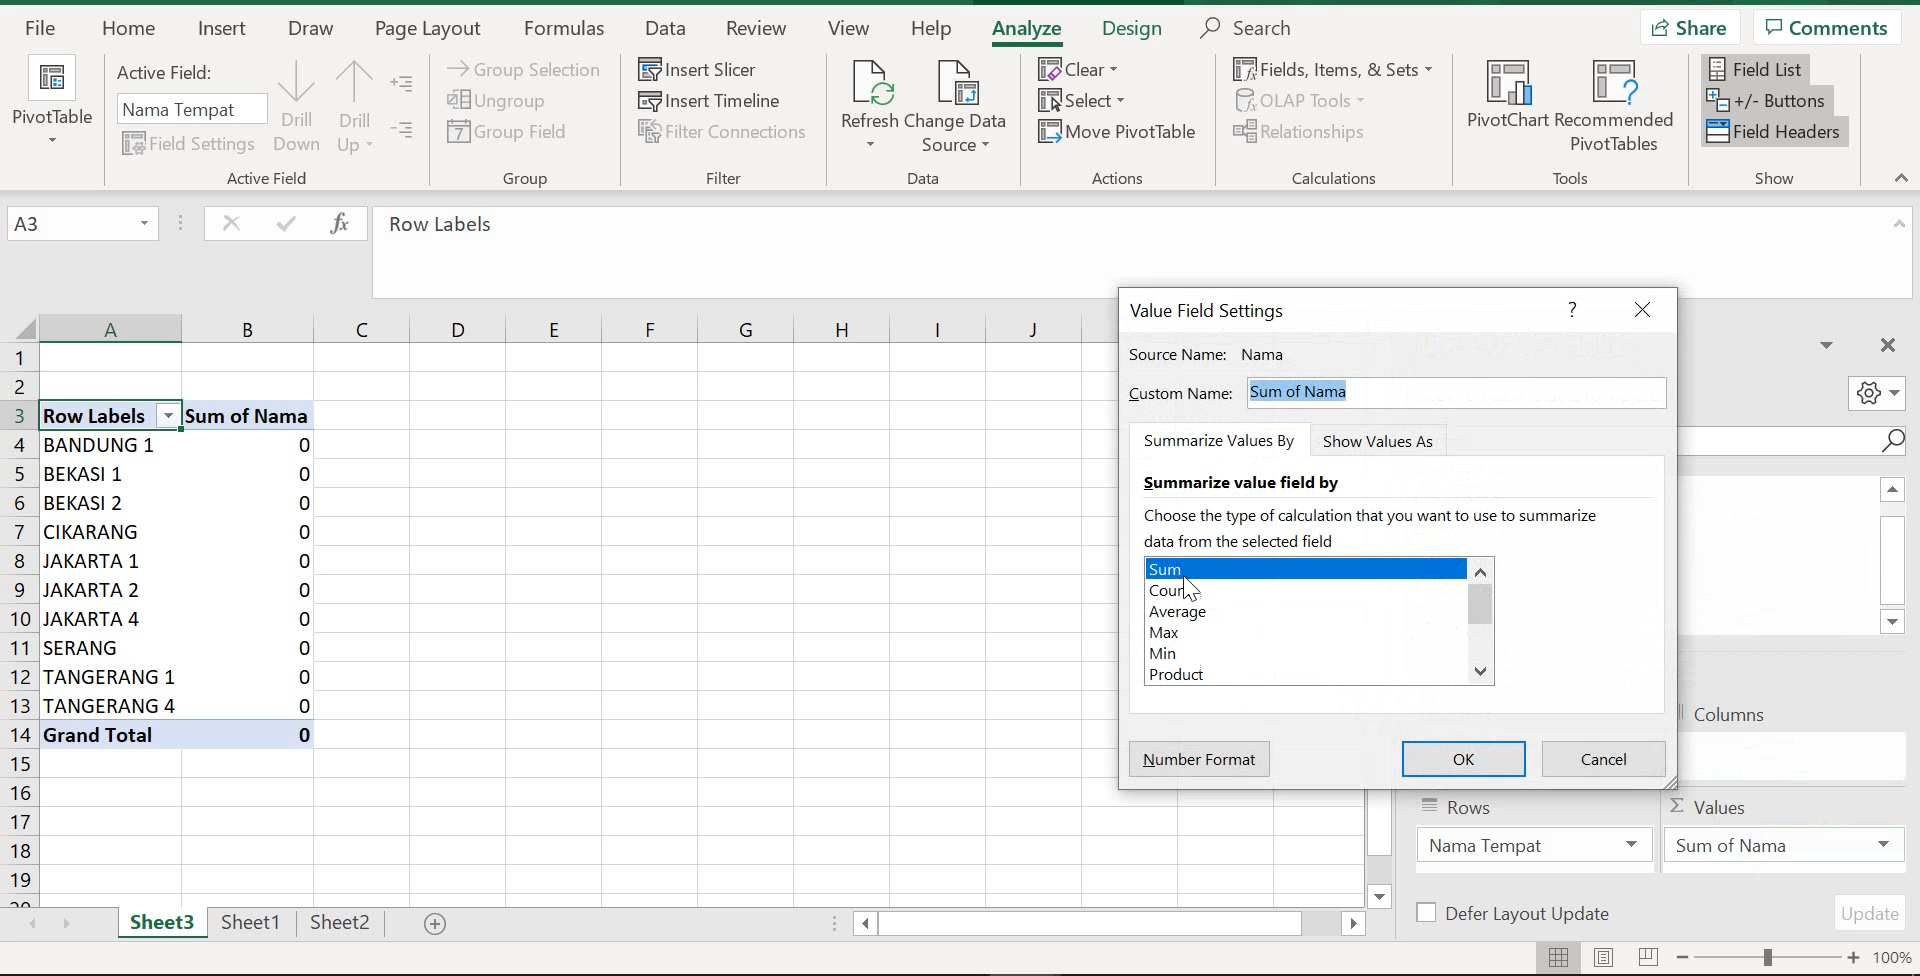 File Home Insert Draw Page Layout Formulas Data Review View Help Analyze Design Search Share Comments
PivotTable
Active Field:
Nama Tempat
Field Settings
Drill Down
Drill Up
Active Field
Group Selection
Ungroup
7 Group Field
Group
Insert Slicer
Insert Timeline
Filter Connections
Filter
Refresh
Change Data Source
Data
Clear
Select
Move PivotTable
Actions
Fields, Items, & Sets
OLAP Tools
Relationships
Calculations
PivotChart
Recommended PivotTables
Tools
Field List
+/- Buttons
Field Headers
Show
A3 fx Row Labels
A B C D E F G H I J
1
2
3 Row Labels Sum of Nama
4 BANDUNG 1 0
5 BEKASI 1 0
6 BEKASI 2 0
7 CIKARANG 0
8 JAKARTA 1 0
9 JAKARTA 2 0
10 JAKARTA 4 0
11 SERANG 0
12 TANGERANG 1 0
13 TANGERANG 4 0
14 Grand Total 0
15
16
17
18
19
Value Field Settings ?
Source Name: Nama
Custom Name: Sum of Nama
Summarize Values By Show Values As
Summarize value field by
Choose the type of calculation that you want to use to summarize
data from the selected field
Sum
Average
Max
Min
Product
Number Format OK Cancel
Columns
Rows Σ Values
Nama Tempat Sum of Nama
Defer Layout Update Update
Sheet3 Sheet1 Sheet2
100%